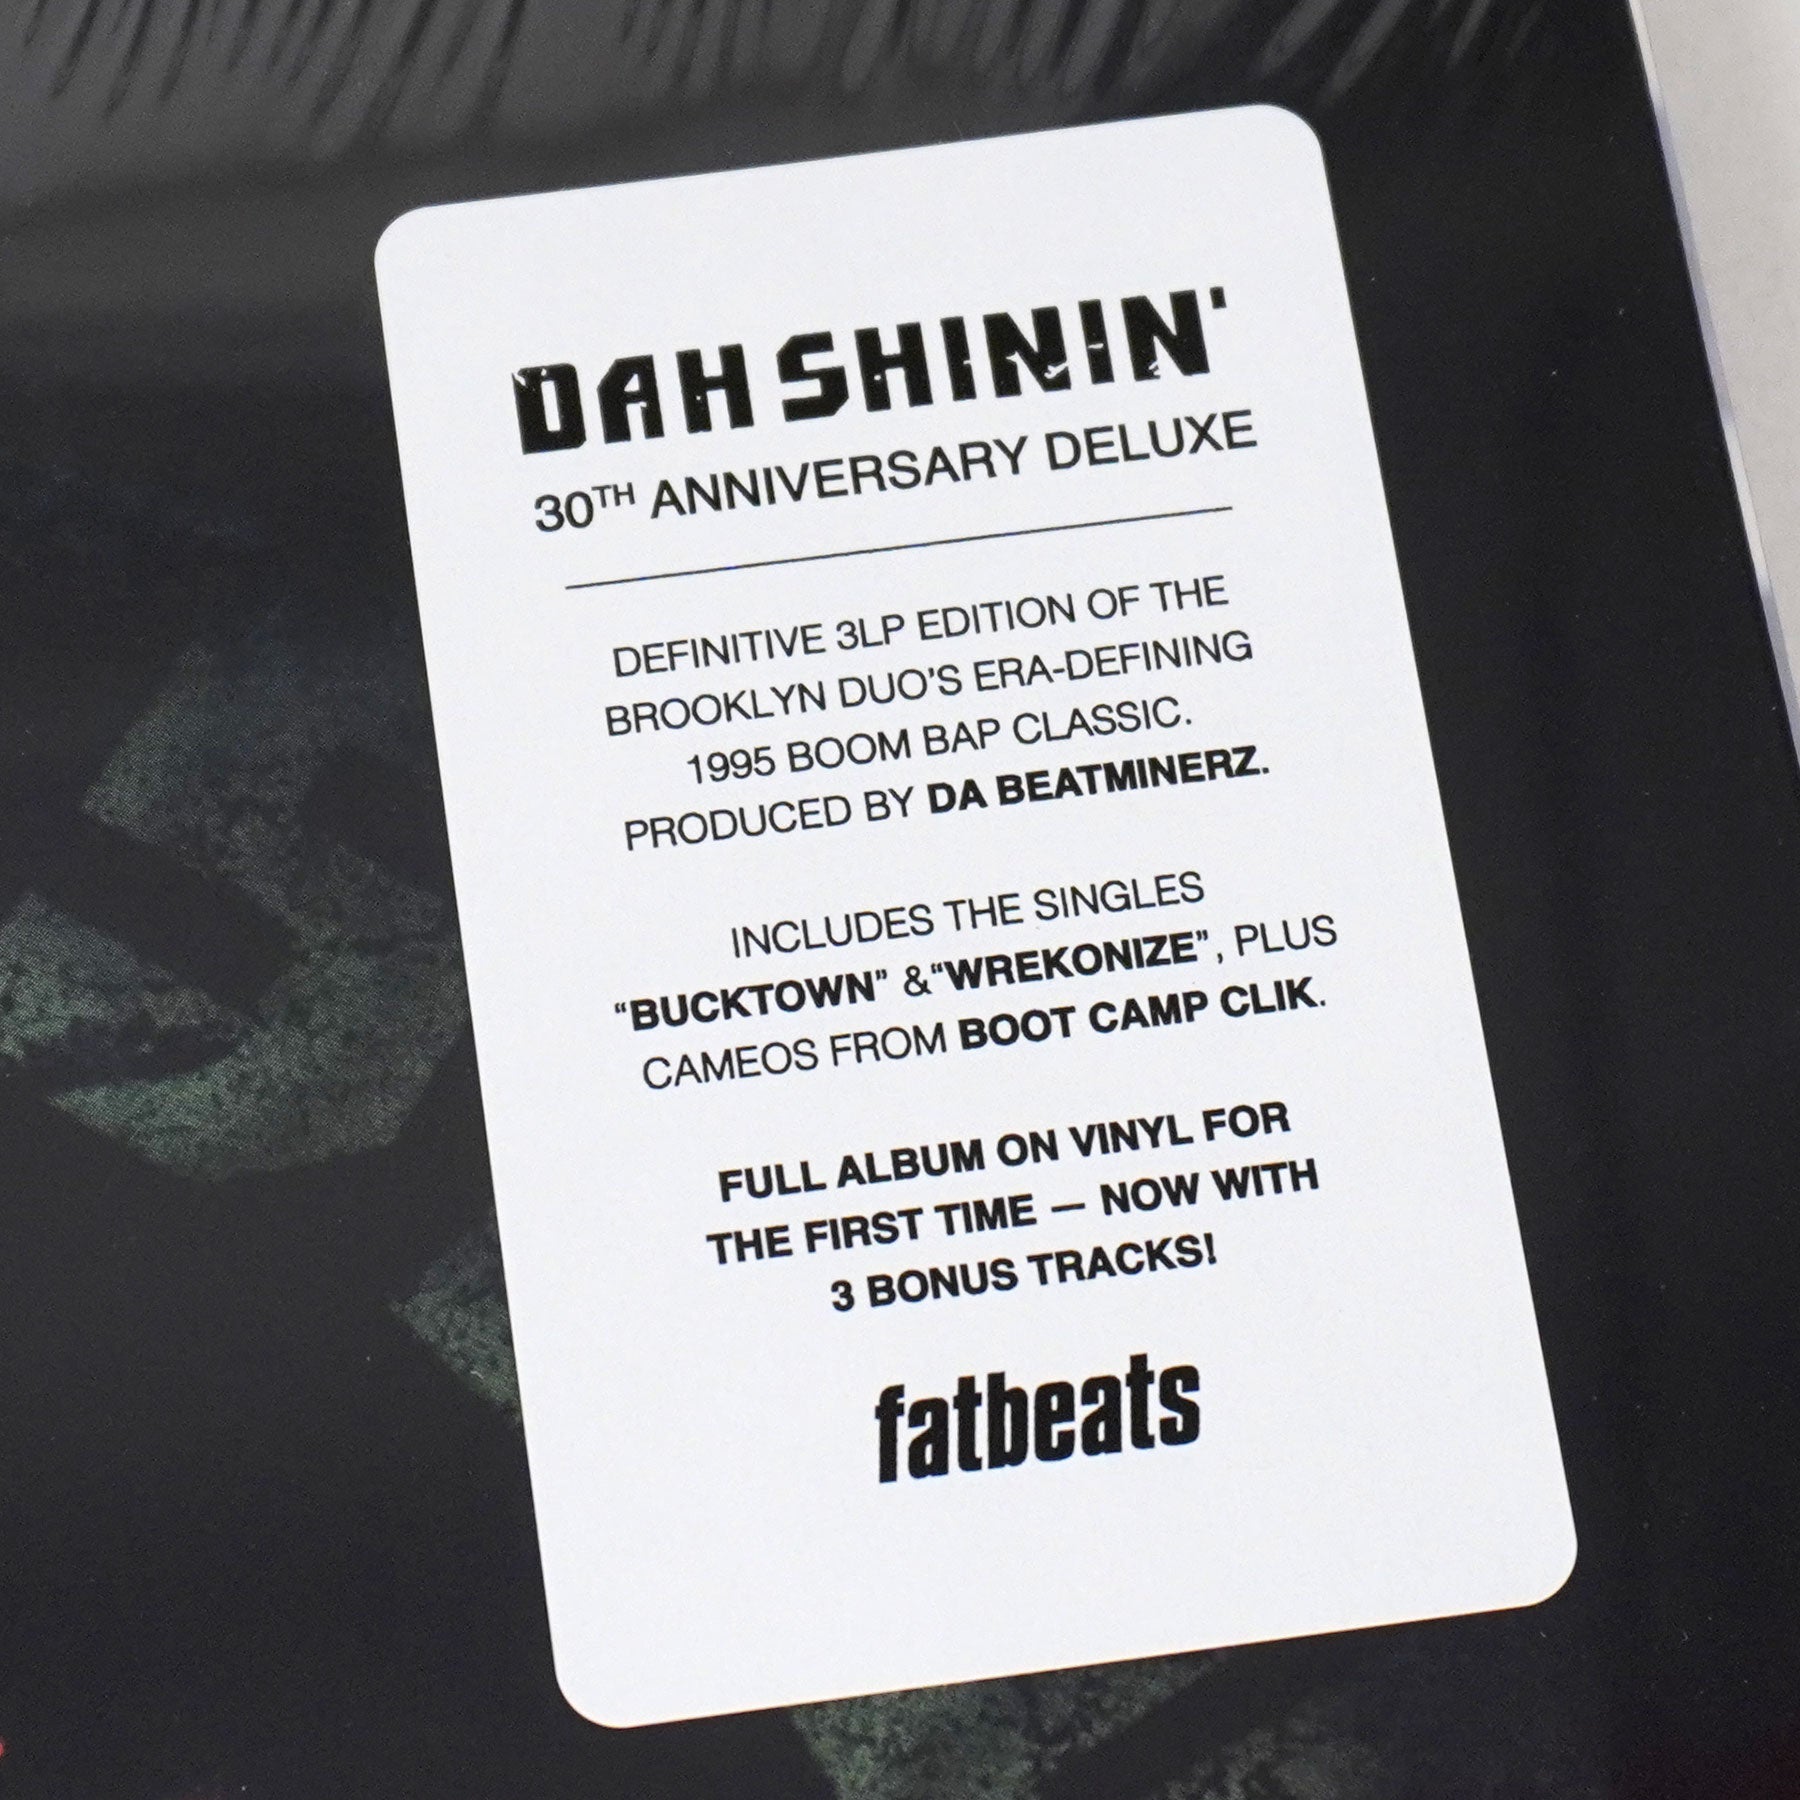 DAH SHININ'
30TH ANNIVERSARY DELUXE
DEFINITIVE 3LP EDITION OF THE
BROOKLYN DUO'S ERA-DEFINING
1995 BOOM BAP CLASSIC.
PRODUCED BY DA BEATMINERZ.
INCLUDES THE SINGLES
“BUCKTOWN” &“WREKONIZE”, PLUS
CAMEOS FROM BOOT CAMP CLIK.
FULL ALBUM ON VINYL FOR
THE FIRST TIME — NOW WITH
3 BONUS TRACKS!
fatbeats